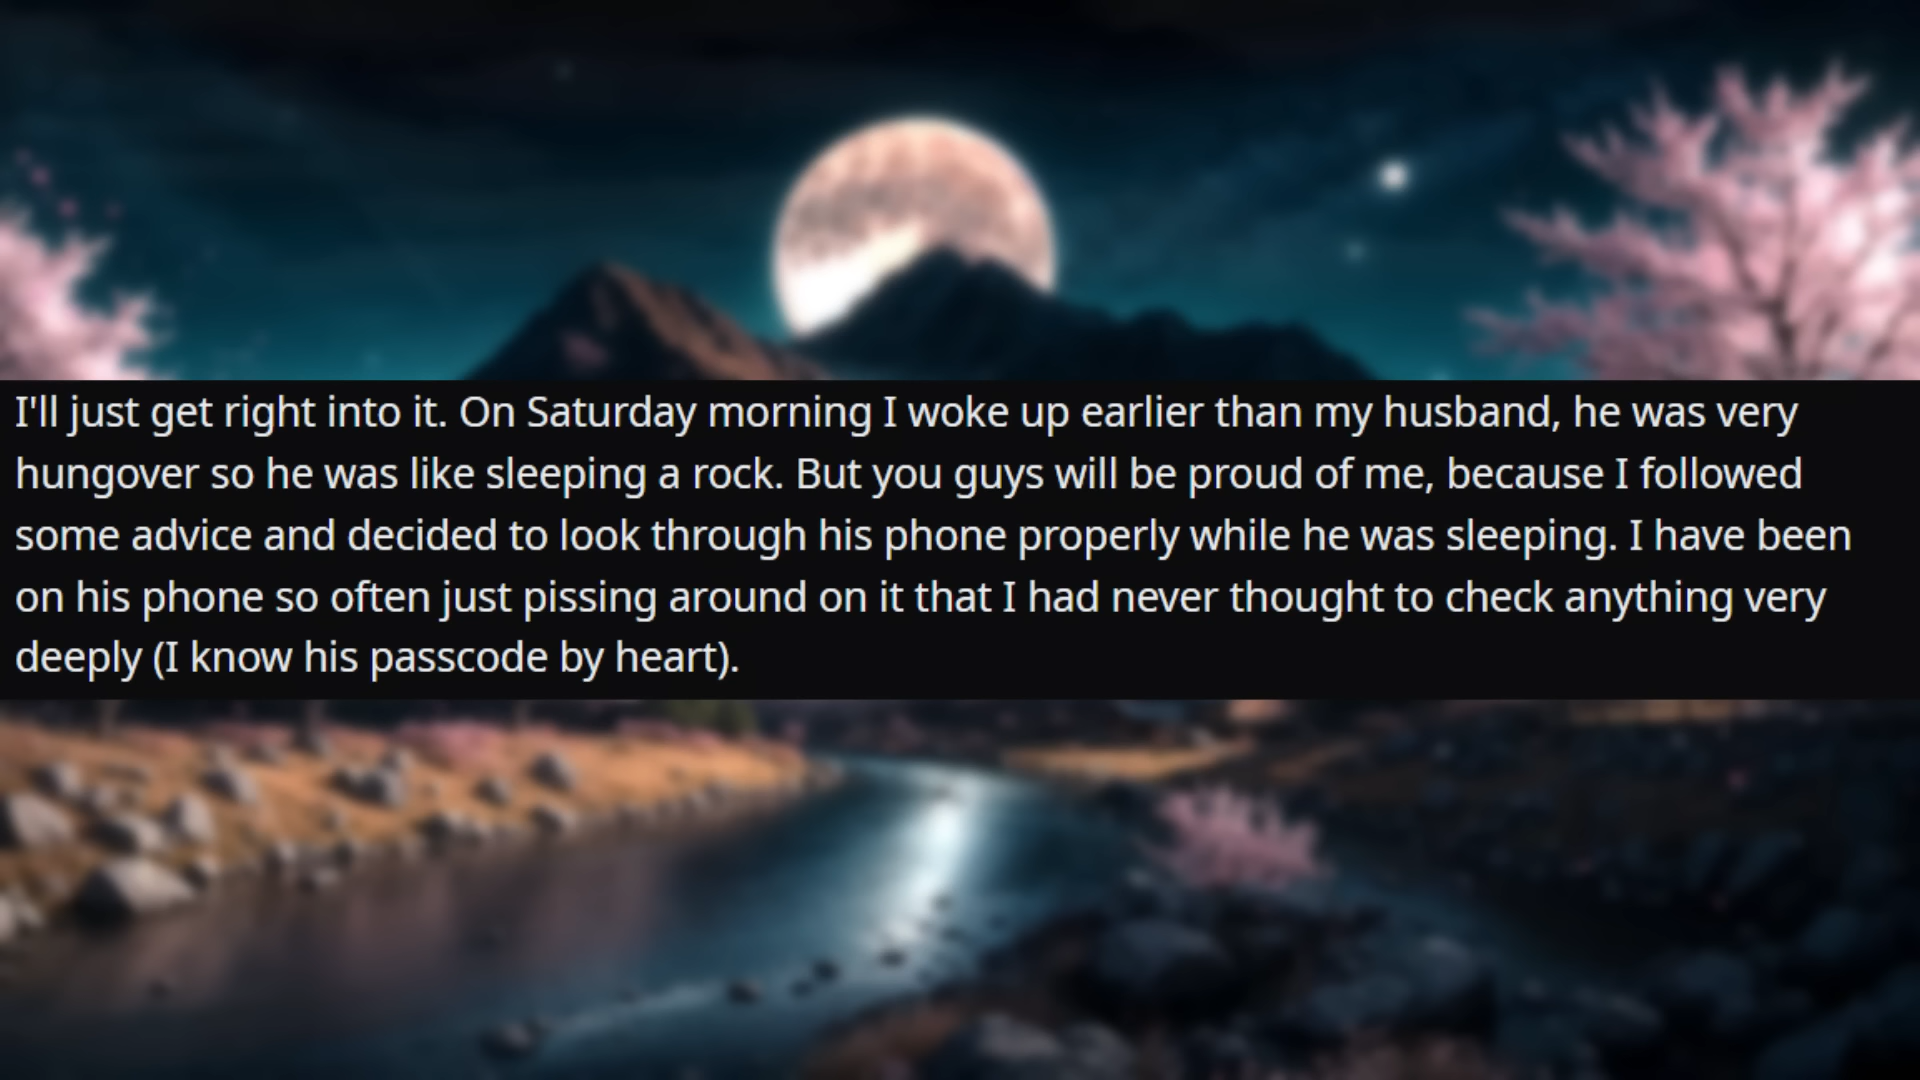 I'll just get right into it. On Saturday morning I woke up earlier than my husband, he was very
hungover so he was like sleeping a rock. But you guys will be proud of me, because I followed
some advice and decided to look through his phone properly while he was sleeping. I have been
on his phone so often just pissing around on it that I had never thought to check anything very
deeply (I know his passcode by heart).